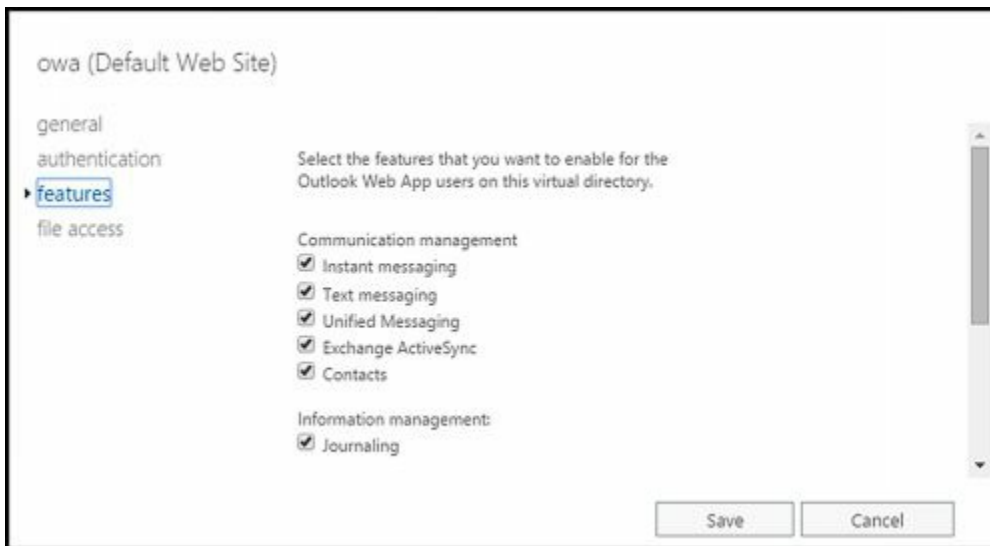 owa (Default Web Site)
general
authentication
features
file access
Select the features that you want to enable for the
Outlook Web App users on this virtual directory.
Communication management
Instant messaging
Text messaging
Unified Messaging
Exchange ActiveSync
Contacts
Information management:
Journaling
Save
Cancel